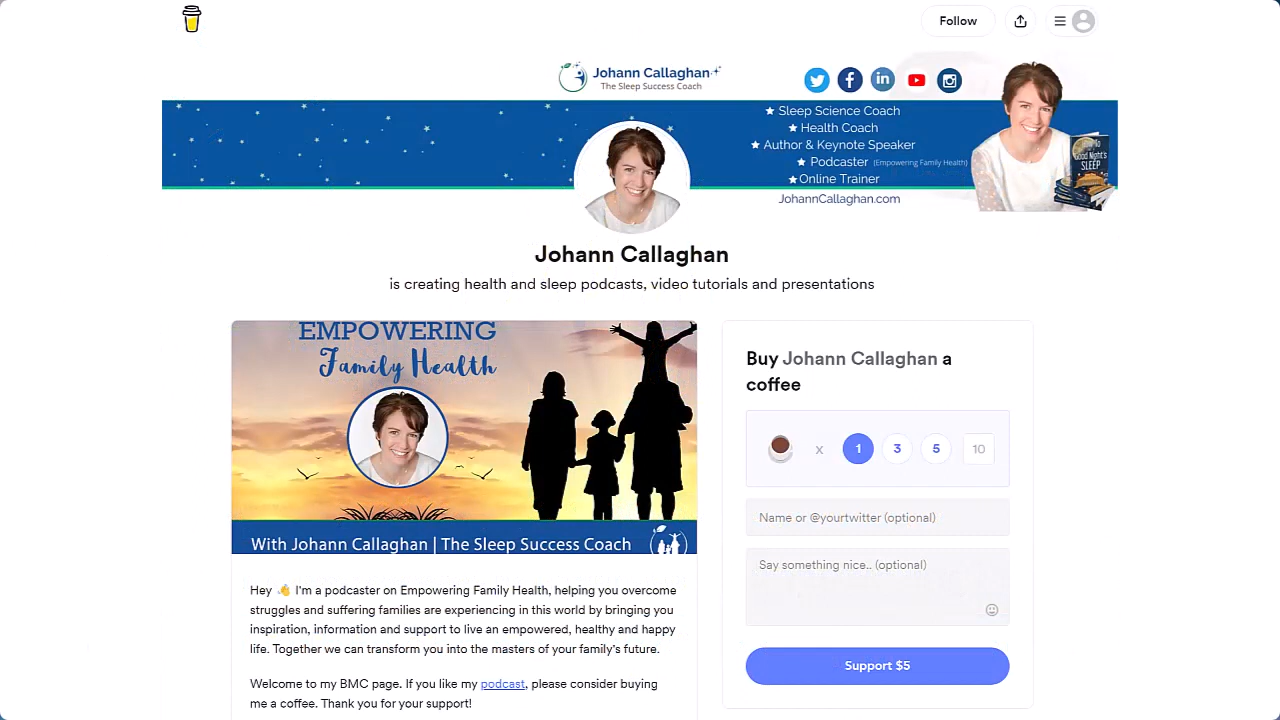 Follow
Johann Callaghan
The Sleep Success Coach
Sleep Science Coach
Health Coach
Author & Keynote Speaker
Podcaster (Empowering Family Health)
Online Trainer
JohannCallaghan.com
Good Night's
SLEEP
Johann Callaghan
is creating health and sleep podcasts, video tutorials and presentations
EMPOWERING
Family Health
With Johann Callaghan | The Sleep Success Coach
Hey 👋 I'm a podcaster on Empowering Family Health, helping you overcome
struggles and suffering families are experiencing in this world by bringing you
inspiration, information and support to live an empowered, healthy and happy
life. Together we can transform you into the masters of your family's future.
Welcome to my BMC page. If you like my podcast, please consider buying
me a coffee. Thank you for your support!
Buy Johann Callaghan a
coffee
x 1 3 5 10
Name or @yourtwitter (optional)
Say something nice.. (optional)
Support $5